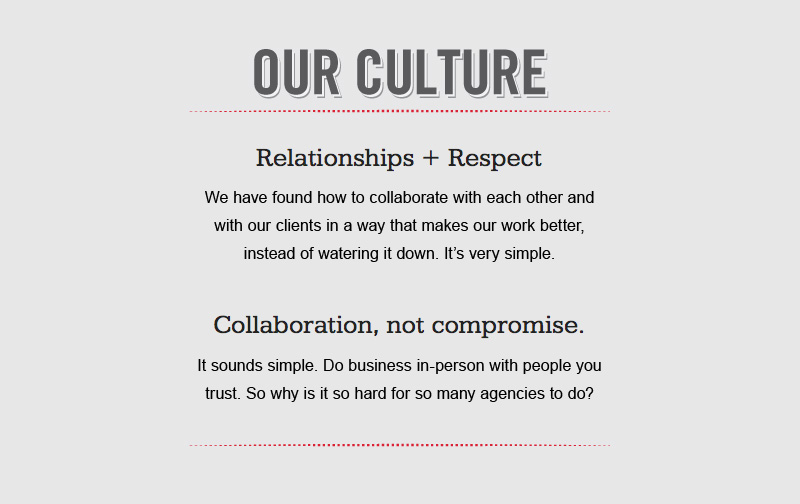 OUR CULTURE
Relationships + Respect
We have found how to collaborate with each other and
with our clients in a way that makes our work better,
instead of watering it down. It’s very simple.
Collaboration, not compromise.
It sounds simple. Do business in-person with people you
trust. So why is it so hard for so many agencies to do?